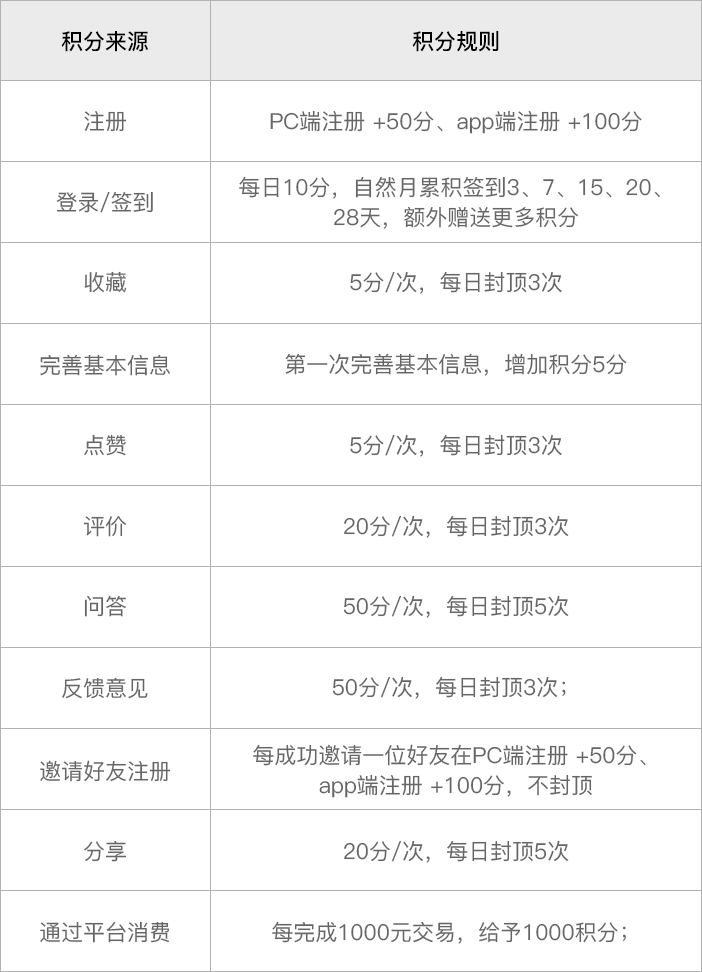 积分来源 积分规则
注册 PC端注册 +50分、app端注册 +100分
登录/签到 每日10分，自然月累积签到3、7、15、20、
28天，额外赠送更多积分
收藏 5分/次，每日封顶3次
完善基本信息 第一次完善基本信息，增加积分5分
点赞 5分/次，每日封顶3次
评价 20分/次，每日封顶3次
问答 50分/次，每日封顶5次
反馈意见 50分/次，每日封顶3次；
邀请好友注册 每成功邀请一位好友在PC端注册 +50分、
app端注册 +100分，不封顶
分享 20分/次，每日封顶5次
通过平台消费 每完成1000元交易，给予1000积分；